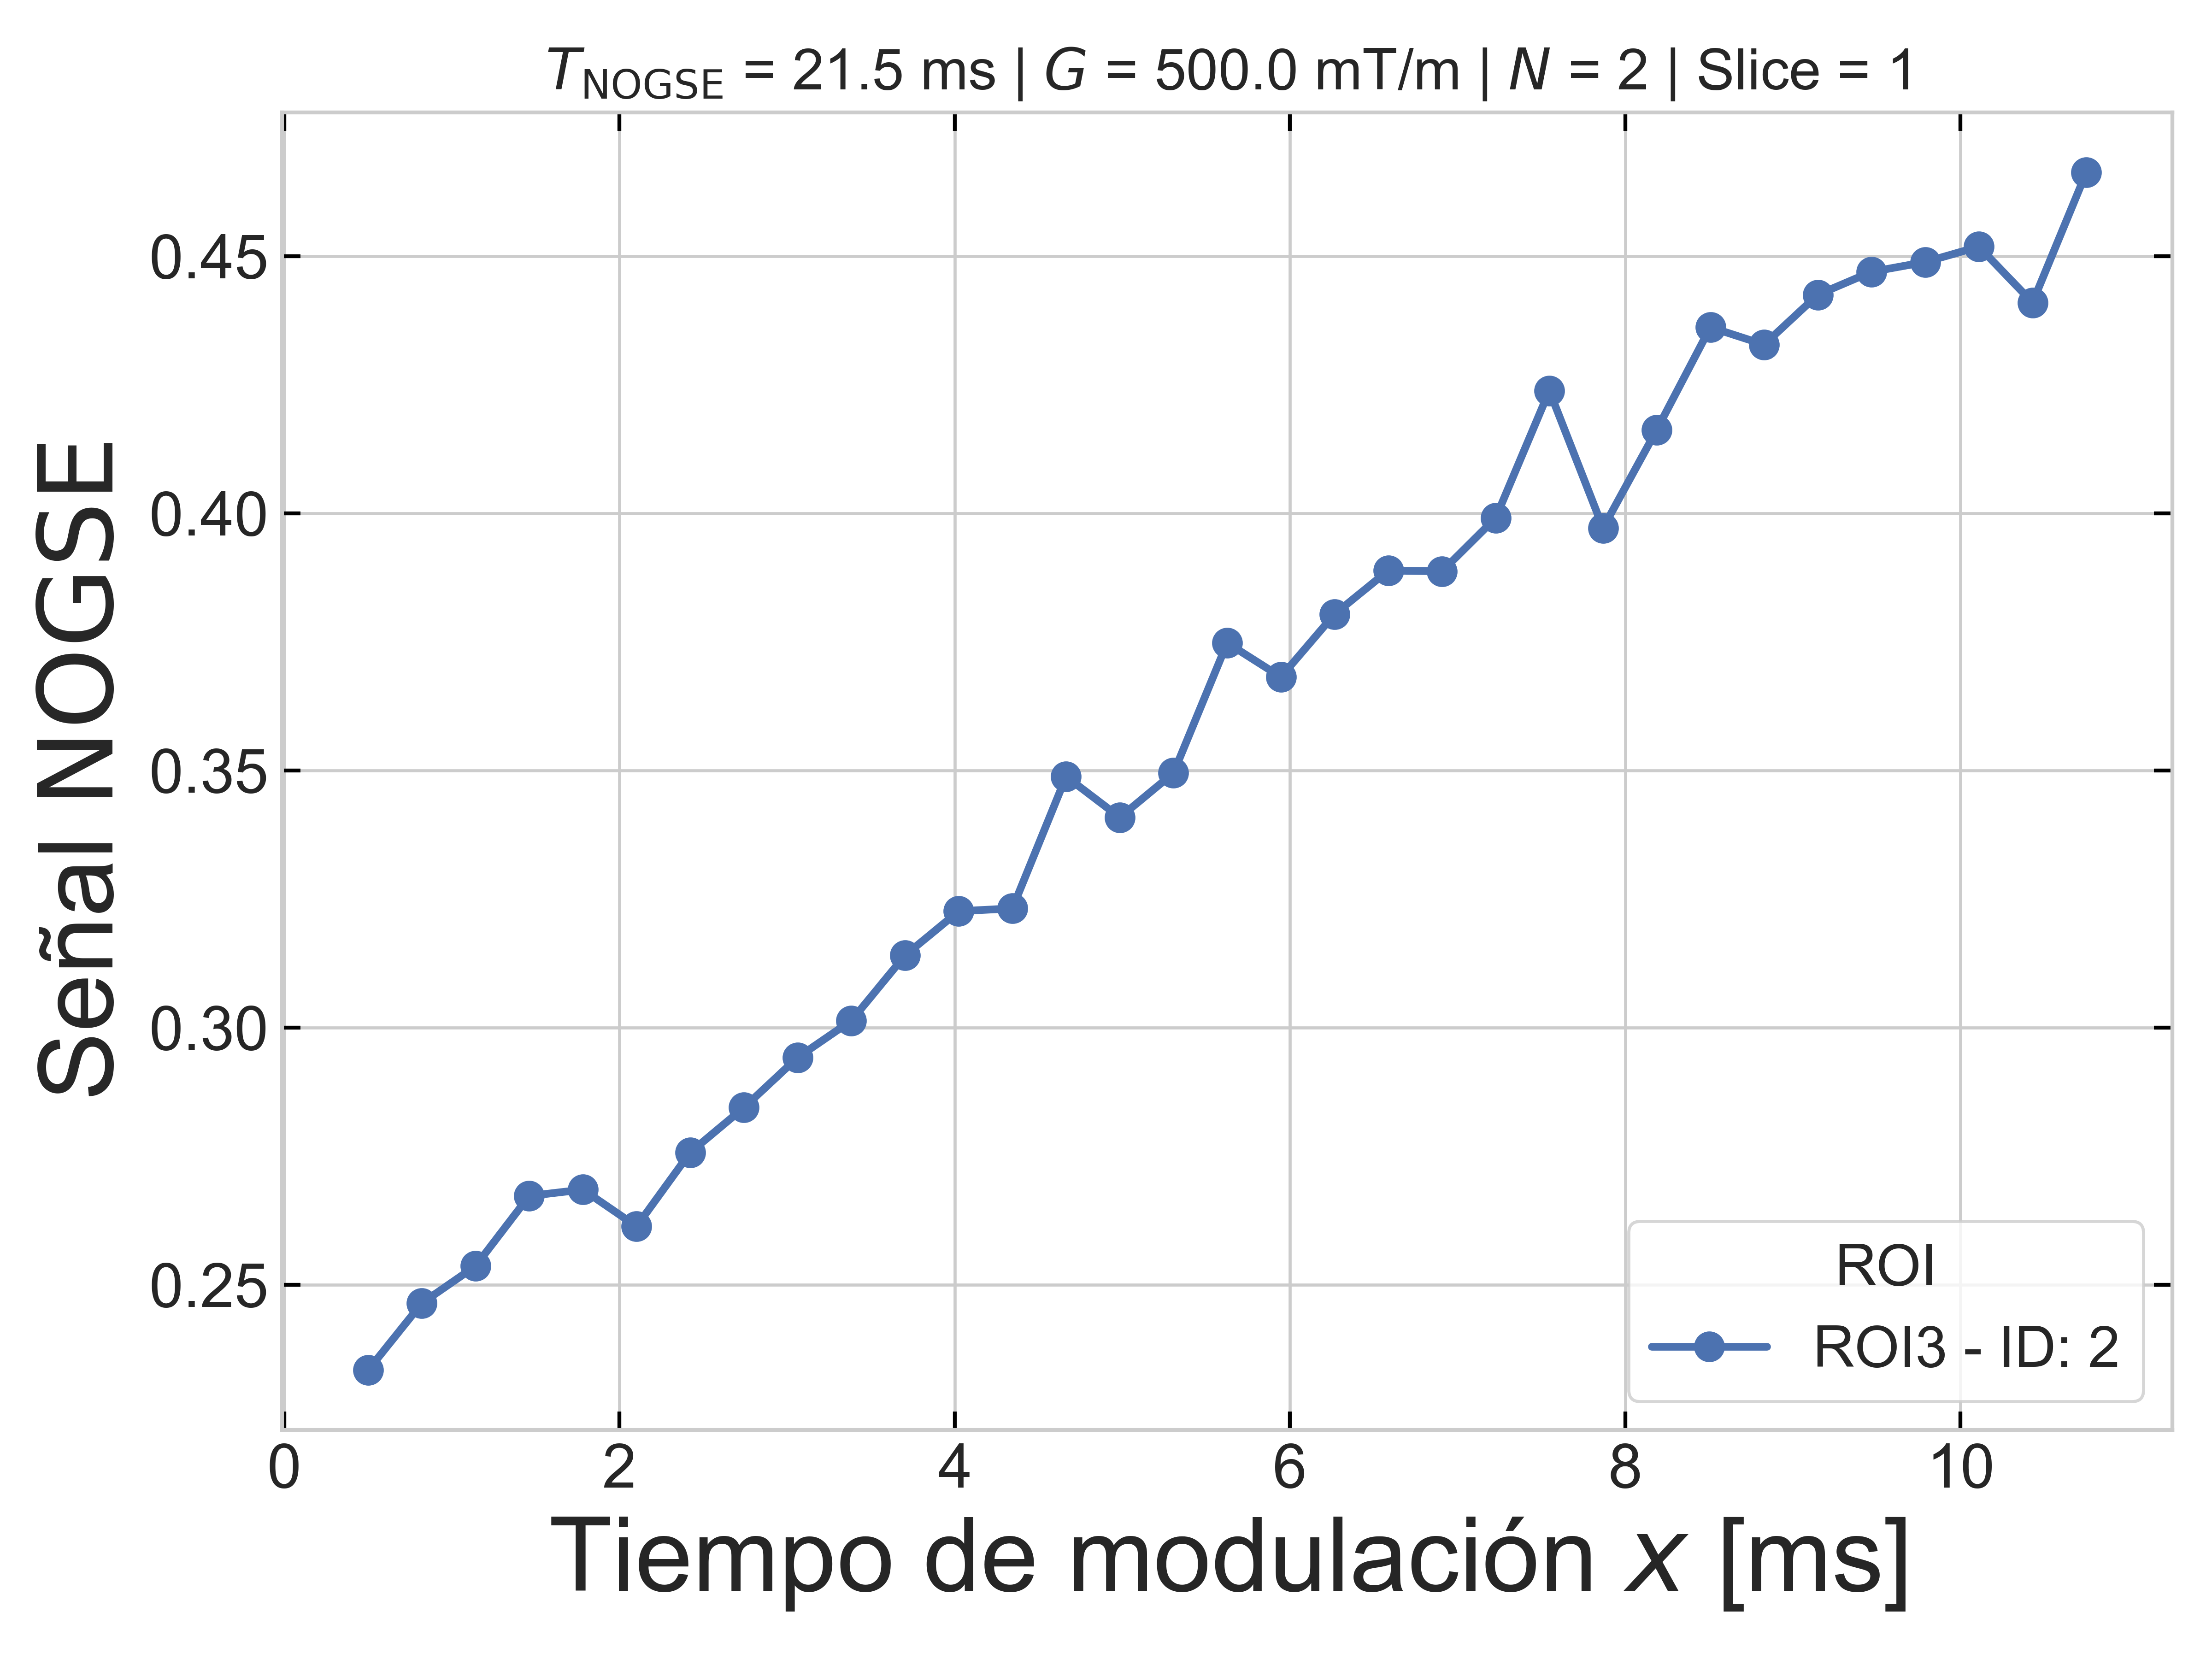 T_NOGSE = 21.5 ms | G = 500.0 mT/m | N = 2 | Slice = 1
Señal NOGSE
0.45
0.40
0.35
0.30
0.25
ROI
ROI3 - ID: 2
0 2 4 6 8 10
Tiempo de modulación x [ms]